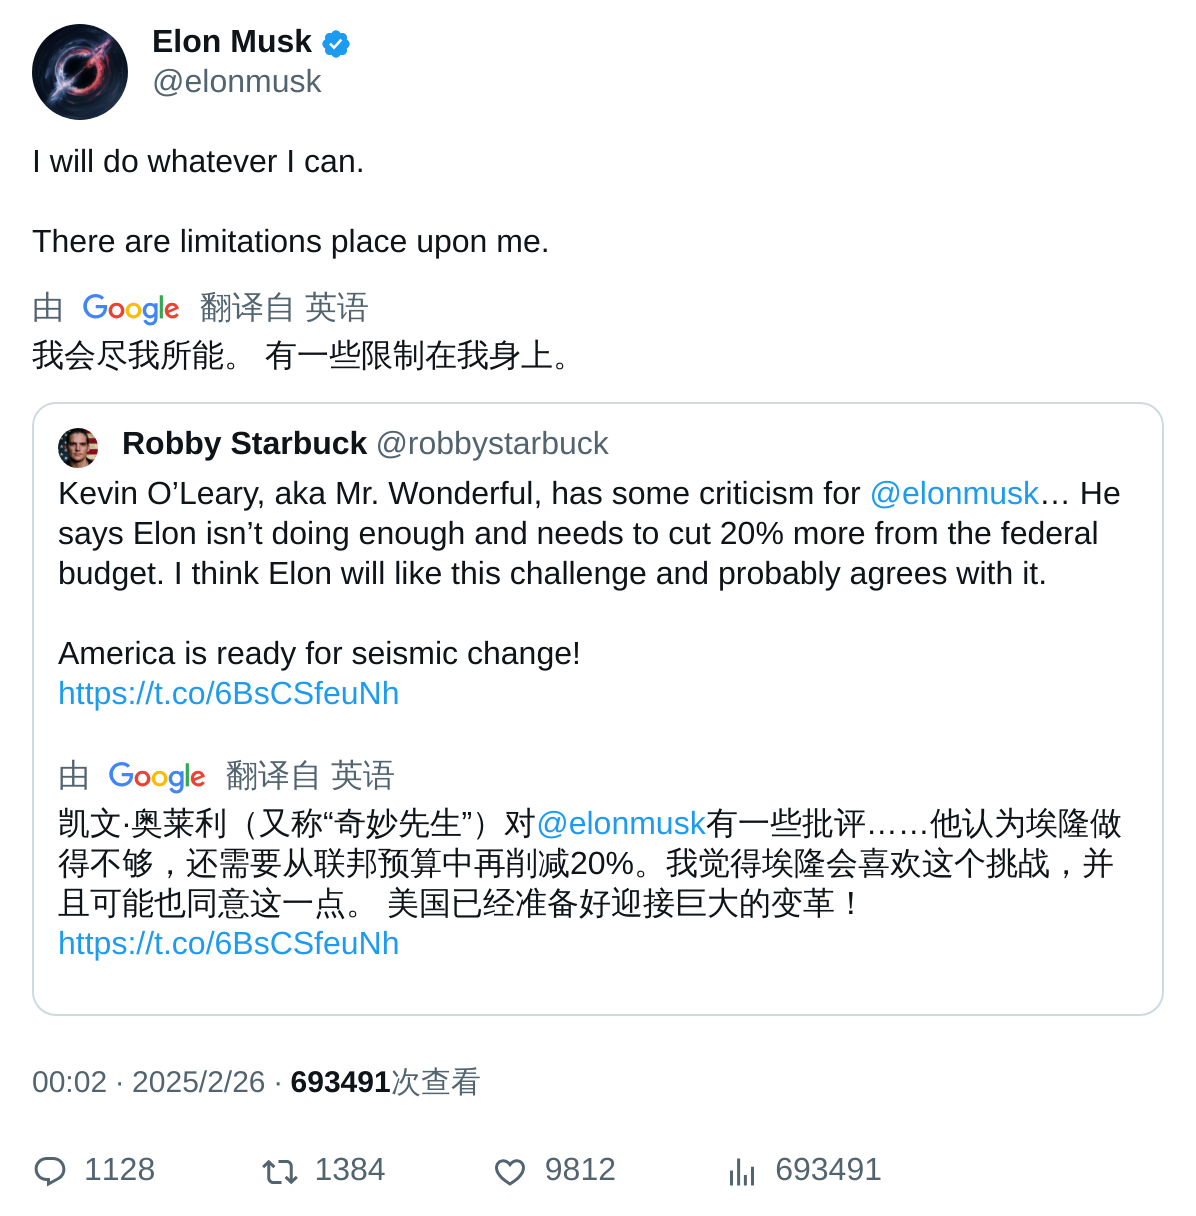 Elon Musk
@elonmusk
I will do whatever I can.
There are limitations place upon me.
由 Google 翻译自 英语
我会尽我所能。 有一些限制在我身上。
Robby Starbuck @robbystarbuck
Kevin O’Leary, aka Mr. Wonderful, has some criticism for @elonmusk… He
says Elon isn’t doing enough and needs to cut 20% more from the federal
budget. I think Elon will like this challenge and probably agrees with it.
America is ready for seismic change!
https://t.co/6BsCSfeuNh
由 Google 翻译自 英语
凯文·奥莱利（又称“奇妙先生”）对@elonmusk有一些批评……他认为埃隆做
得不够，还需要从联邦预算中再削减20%。我觉得埃隆会喜欢这个挑战，并
且可能也同意这一点。 美国已经准备好迎接巨大的变革！
https://t.co/6BsCSfeuNh
00:02 · 2025/2/26 · 693491次查看
1128 1384 9812 693491